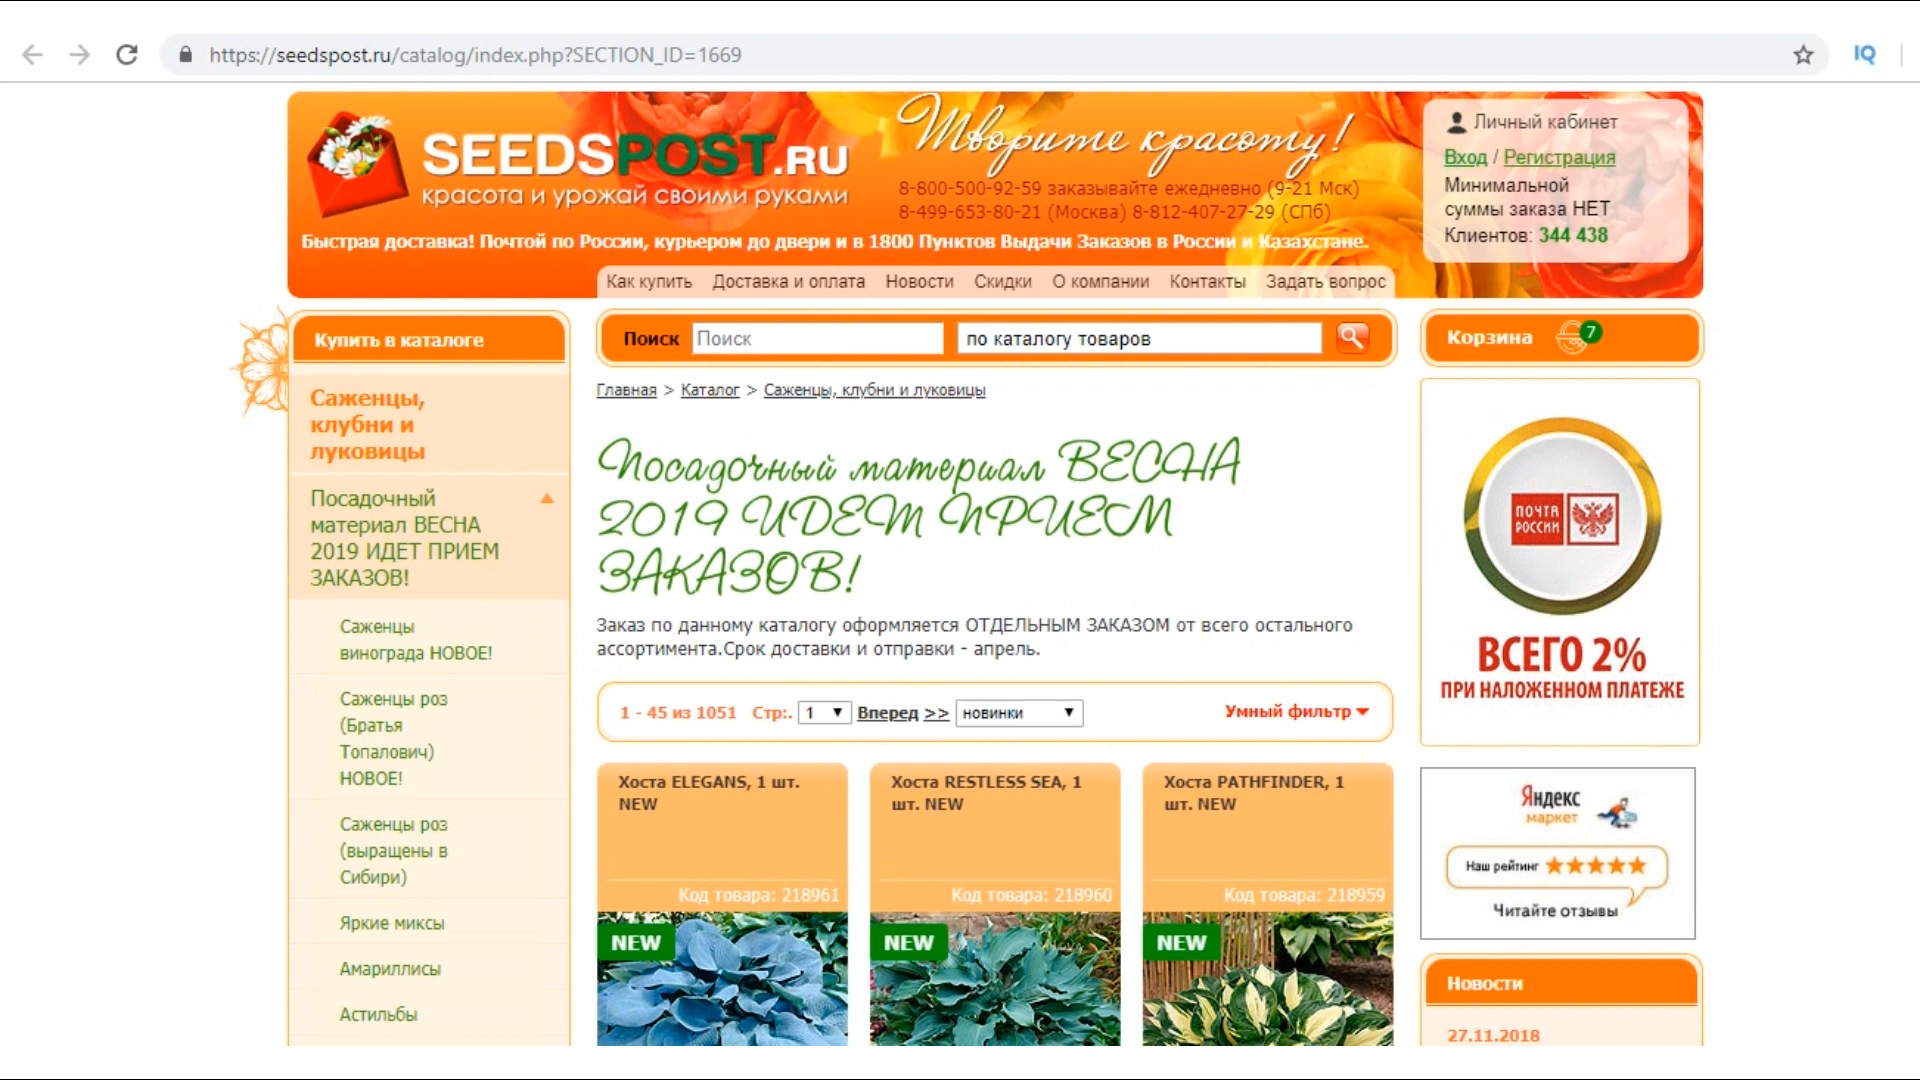 https://seedspost.ru/catalog/index.php?SECTION_ID=1669
IQ
SEEDSPOST.RU
красота и урожай своими руками
Творите красоту!
8-800-500-92-59 заказывайте ежедневно (9-21 Мск)
8-499-653-80-21 (Москва) 8-812-407-27-29 (СПб)
Быстрая доставка! Почтой по России, курьером до двери и в 1800 Пунктов Выдачи Заказов в России и Казахстане.
Личный кабинет
Вход / Регистрация
Минимальной
суммы заказа НЕТ
Клиентов: 344 438
Как купить Доставка и оплата Новости Скидки О компании Контакты Задать вопрос
Купить в каталоге
Саженцы,
клубни и
луковицы
Посадочный
материал ВЕСНА
2019 ИДЕТ ПРИЕМ
ЗАКАЗОВ!
Саженцы
винограда НОВОЕ!
Саженцы роз
(Братья
Топалович)
НОВОЕ!
Саженцы роз
(выращены в
Сибири)
Яркие миксы
Амариллисы
Астильбы
Поиск Поиск по каталогу товаров
Главная > Каталог > Саженцы, клубни и луковицы
Посадочный материал ВЕСНА
2019 ИДЕТ ПРИЕМ
ЗАКАЗОВ!
Заказ по данному каталогу оформляется ОТДЕЛЬНЫМ ЗАКАЗОМ от всего остального
ассортимента.Срок доставки и отправки - апрель.
1 - 45 из 1051 Стр:. 1 Вперед >> новинки Умный фильтр
Хоста ELEGANS, 1 шт.
NEW
Код товара: 218961
NEW
Хоста RESTLESS SEA, 1
шт. NEW
Код товара: 218960
NEW
Хоста PATHFINDER, 1
шт. NEW
Код товара: 218959
NEW
Корзина 7
ПОЧТА
РОССИИ
ВСЕГО 2%
ПРИ НАЛОЖЕННОМ ПЛАТЕЖЕ
Яндекс
маркет
Наш рейтинг
Читайте отзывы
Новости
27.11.2018